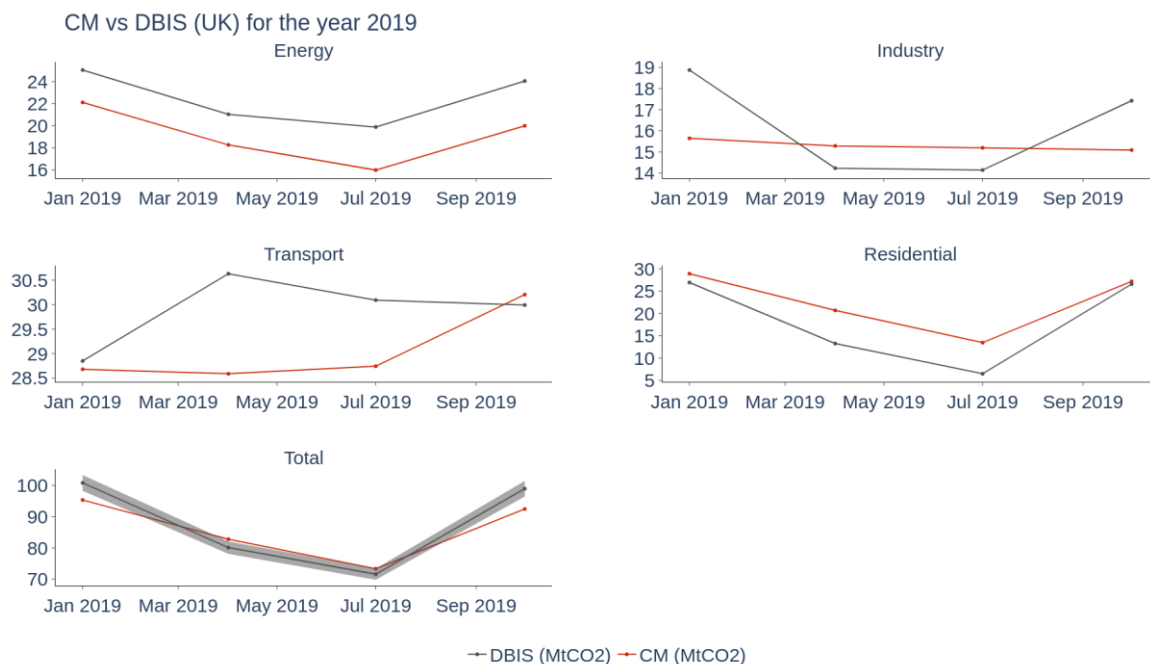 CM vs DBIS (UK) for the year 2019
Energy
24
22
20
18
16
Jan 2019 Mar 2019 May 2019 Jul 2019 Sep 2019
Industry
19
18
17
16
15
14
Jan 2019 Mar 2019 May 2019 Jul 2019 Sep 2019
Transport
30.5
30
29.5
29
28.5
Jan 2019 Mar 2019 May 2019 Jul 2019 Sep 2019
Residential
30
25
20
15
10
5
Jan 2019 Mar 2019 May 2019 Jul 2019 Sep 2019
Total
100
90
80
70
Jan 2019 Mar 2019 May 2019 Jul 2019 Sep 2019
DBIS (MtCO2) CM (MtCO2)